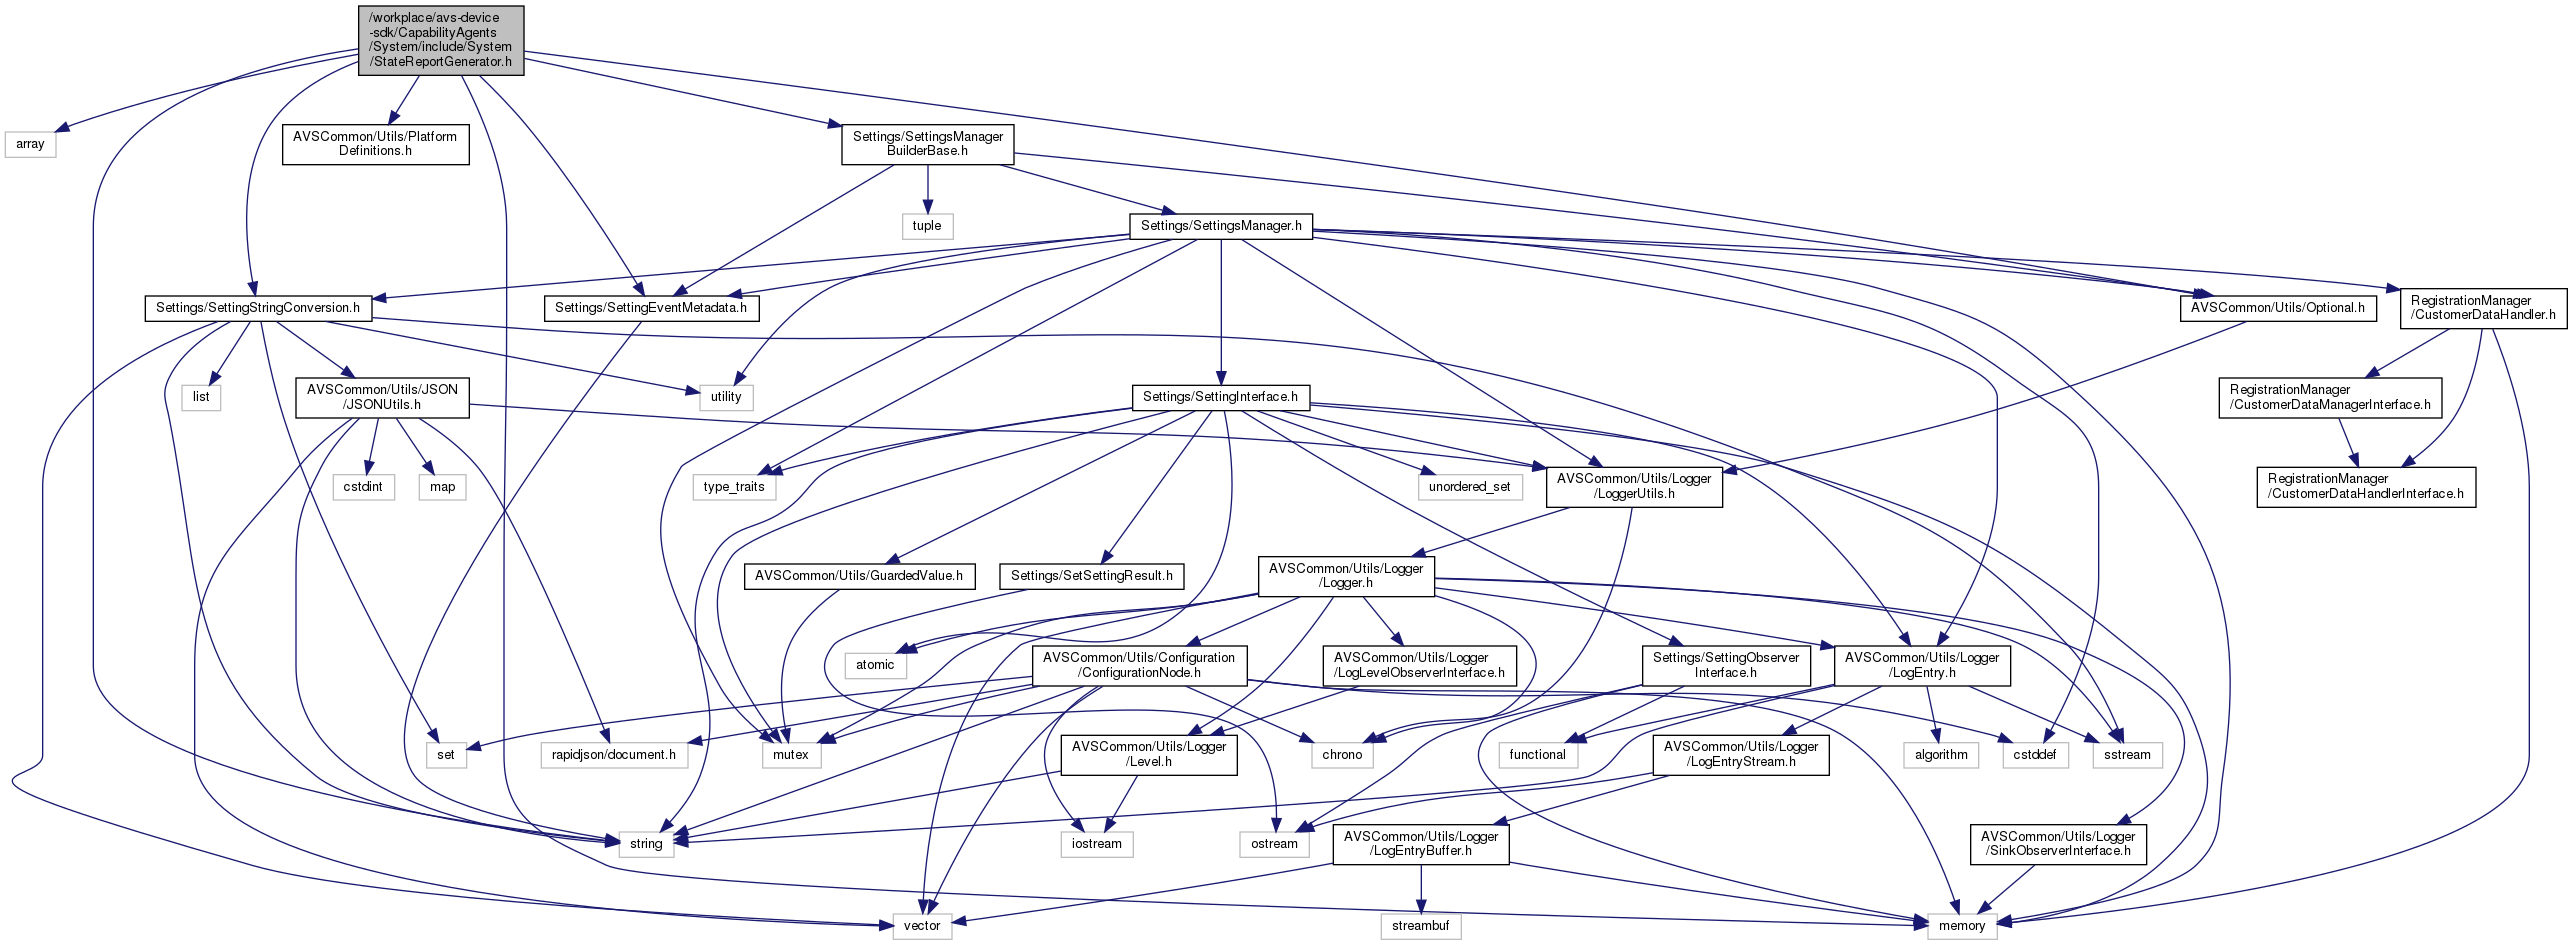 /workplace/avs-device
-sdk/CapabilityAgents
/System/include/System
/StateReportGenerator.h
array
AVSCommon/Utils/Platform
Definitions.h
Settings/SettingsManager
BuilderBase.h
tuple
Settings/SettingsManager.h
Settings/SettingStringConversion.h
Settings/SettingEventMetadata.h
AVSCommon/Utils/Optional.h
RegistrationManager
/CustomerDataHandler.h
list
AVSCommon/Utils/JSON
/JSONUtils.h
utility
Settings/SettingInterface.h
RegistrationManager
/CustomerDataManagerInterface.h
cstdint
map
type_traits
unordered_set
AVSCommon/Utils/Logger
/LoggerUtils.h
RegistrationManager
/CustomerDataHandlerInterface.h
AVSCommon/Utils/GuardedValue.h
Settings/SetSettingResult.h
AVSCommon/Utils/Logger
/Logger.h
atomic
AVSCommon/Utils/Configuration
/ConfigurationNode.h
AVSCommon/Utils/Logger
/LogLevelObserverInterface.h
Settings/SettingObserver
Interface.h
AVSCommon/Utils/Logger
/LogEntry.h
set
rapidjson/document.h
mutex
AVSCommon/Utils/Logger
/Level.h
chrono
functional
AVSCommon/Utils/Logger
/LogEntryStream.h
algorithm
cstddef
sstream
string
iostream
ostream
AVSCommon/Utils/Logger
/LogEntryBuffer.h
AVSCommon/Utils/Logger
/SinkObserverInterface.h
vector
streambuf
memory